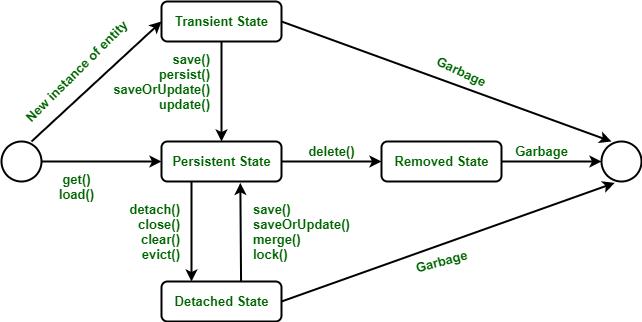 Transient State
New instance of entity
save()
persist()
saveOrUpdate()
update()
Garbage
get()
load()
Persistent State
delete()
Removed State
Garbage
detach()
close()
clear()
evict()
save()
saveOrUpdate()
merge()
lock()
Garbage
Detached State